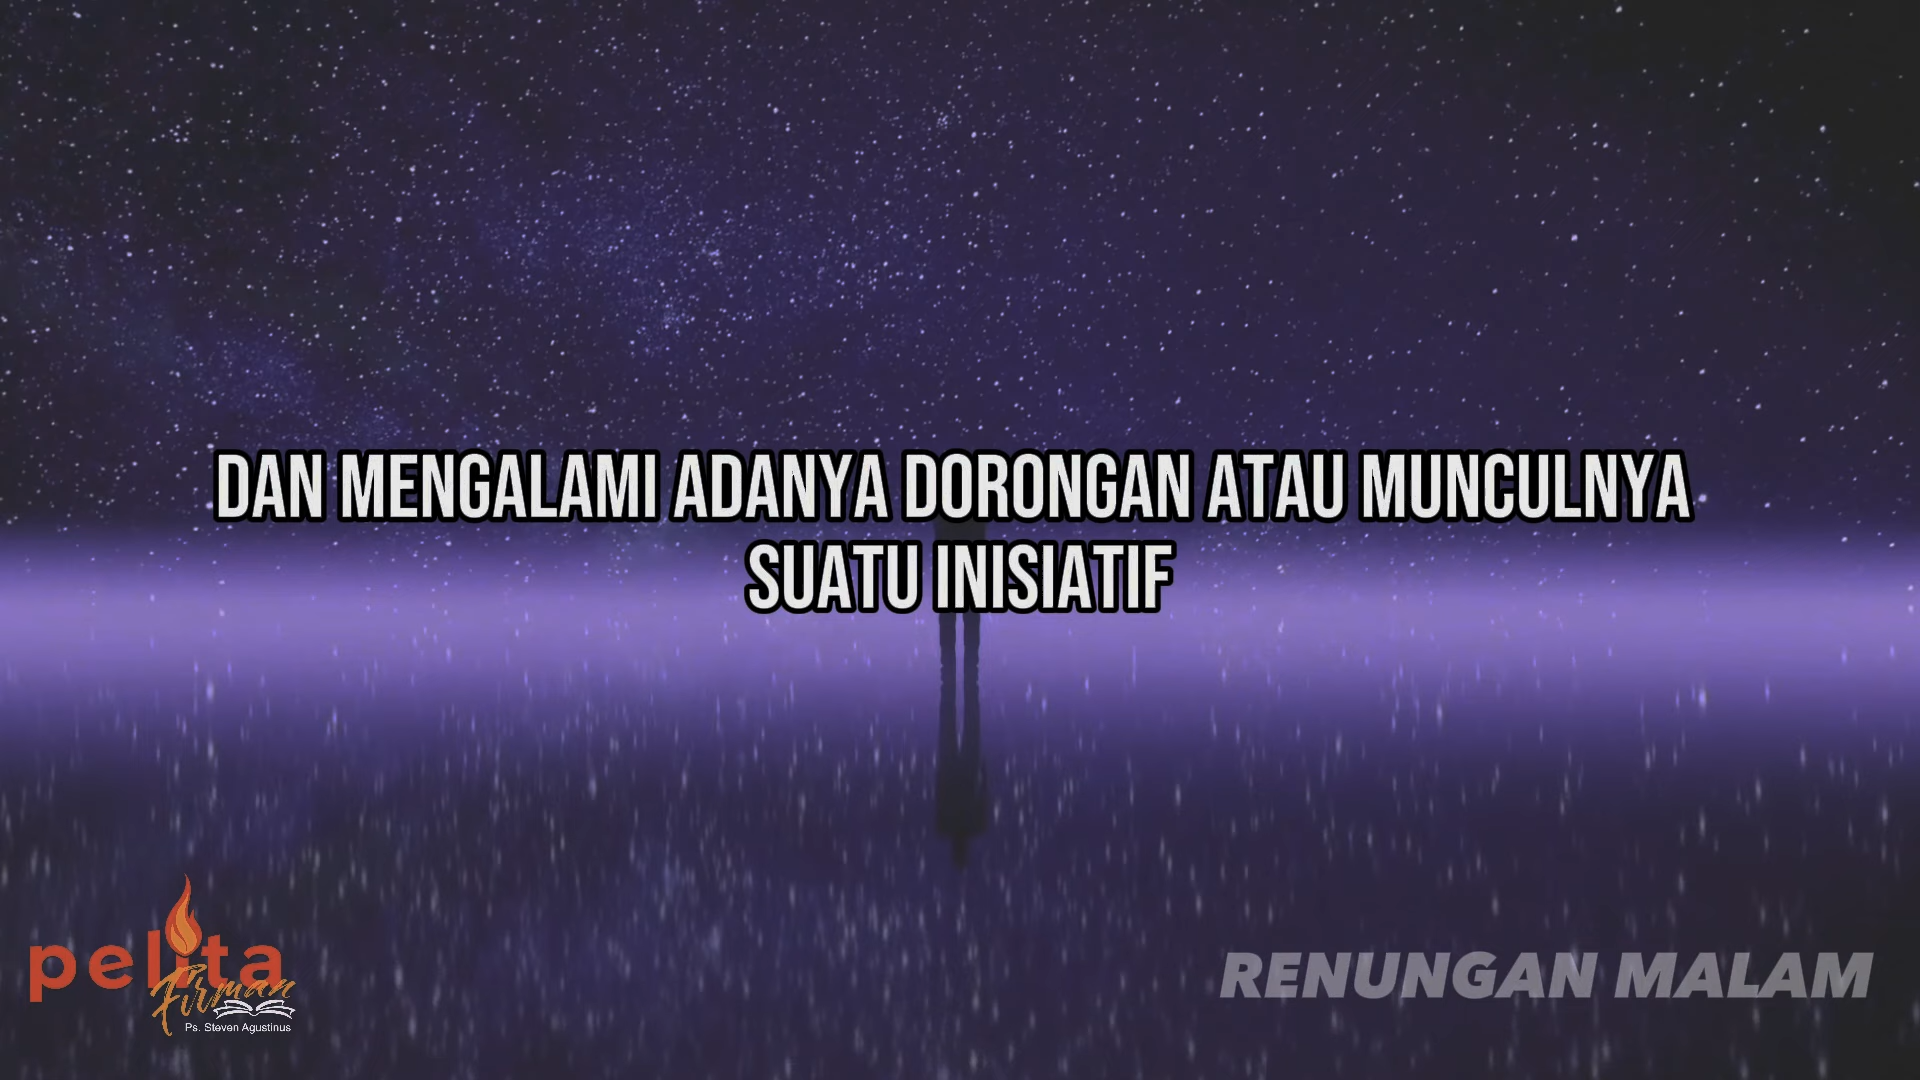 DAN MENGALAMI ADANYA DORONGAN ATAU MUNCULNYA
SUATU INISIATIF
pelita
Firman
Ps. Steven Agustinus
RENUNGAN MALAM